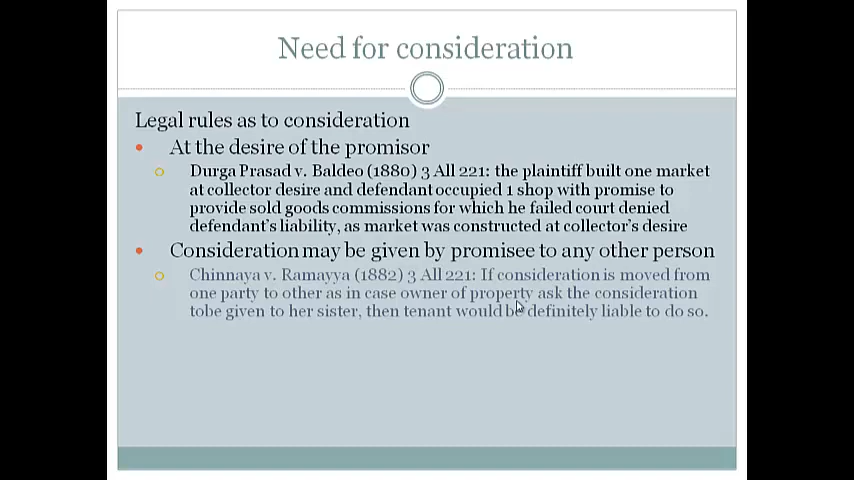 Need for consideration
Legal rules as to consideration
At the desire of the promisor
Durga Prasad v. Baldeo (1880) 3 All 221: the plaintiff built one market
at collector desire and defendant occupied 1 shop with promise to
provide sold goods commissions for which he failed court denied
defendant's liability, as market was constructed at collector's desire
Consideration may be given by promisee to any other person
Chinnaya v. Ramayya (1882) 3 All 221: If consideration is moved from
one party to other as in case owner of property ask the consideration
tobe given to her sister, then tenant would be definitely liable to do so.